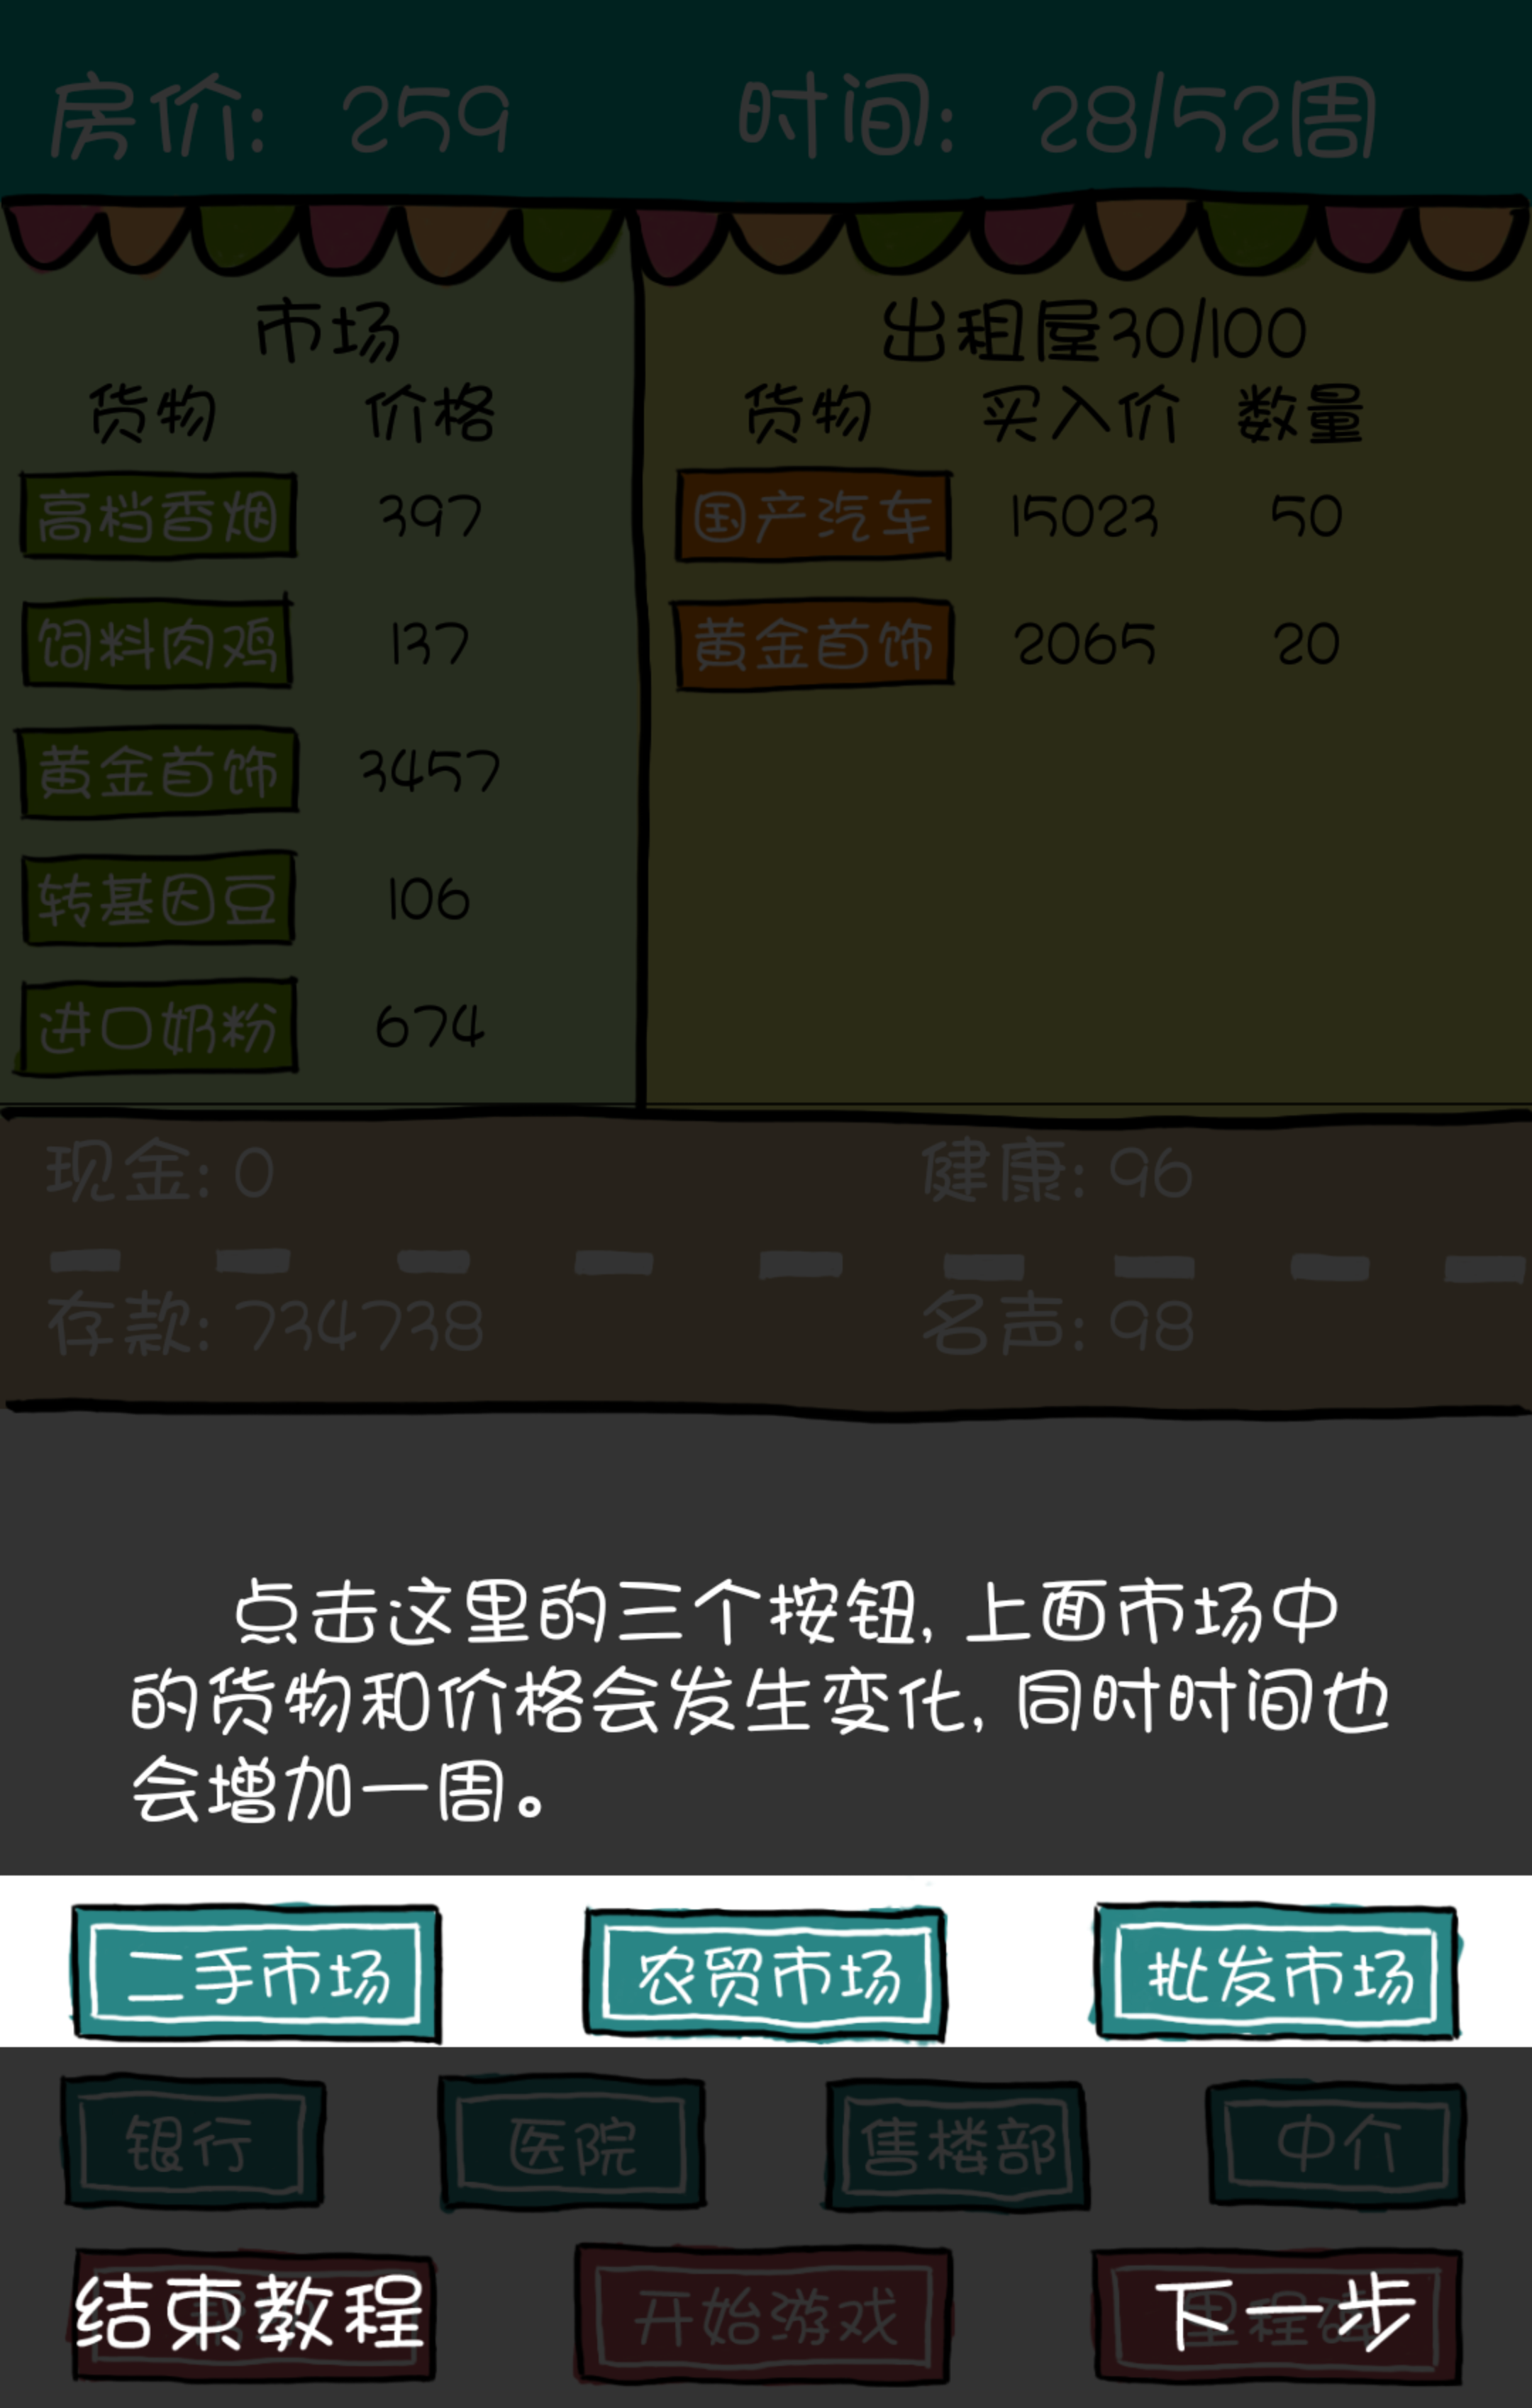 房价: 259 时间: 28/52周
市场 出租屋30/100
货物 价格 货物 买入价 数量
高档香烟 397 国产汽车 15023 50
饲料肉鸡 137 黄金首饰 2065 20
黄金首饰 3457
转基因豆 106
进口奶粉 674
现金: 0 健康: 96
存款: 734738 名声: 98
点击这里的三个按钮, 上面市场中
的货物和价格会发生变化, 同时时间也
会增加一周。
二手市场 农贸市场 批发市场
银行 医院 售楼部 中介
结束教程 开始游戏 下一步